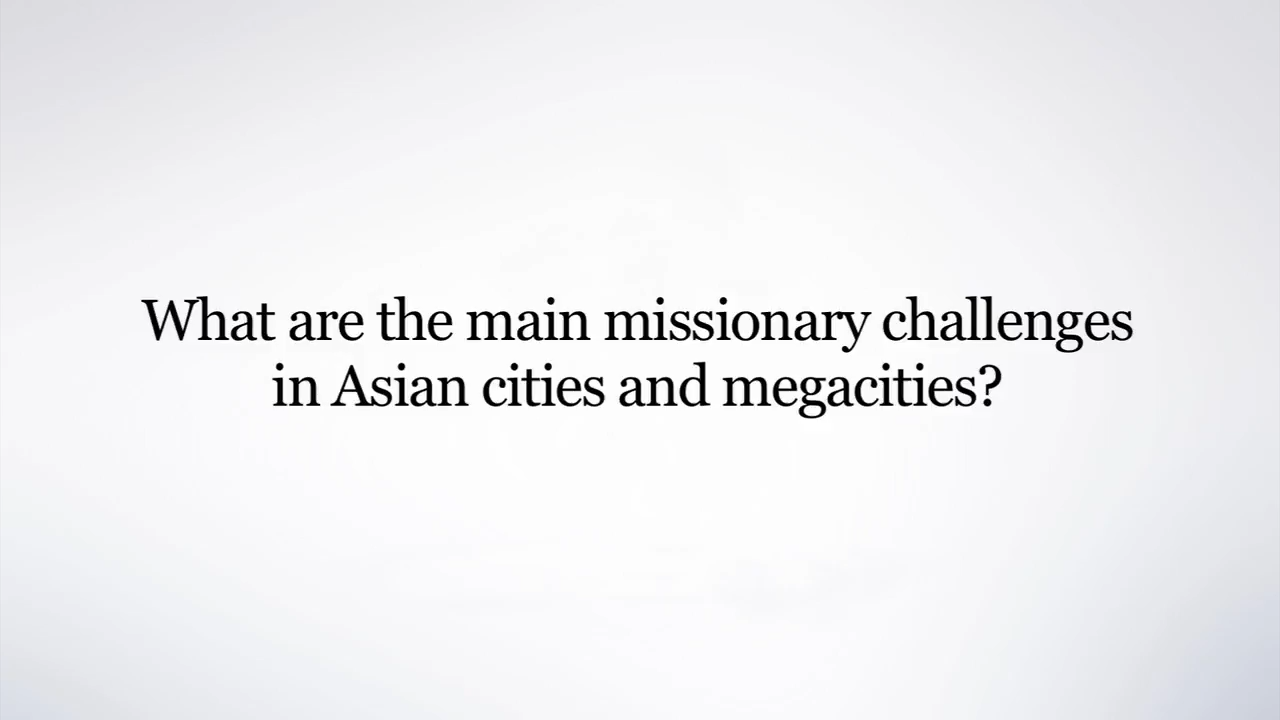 What are the main missionary challenges
in Asian cities and megacities?